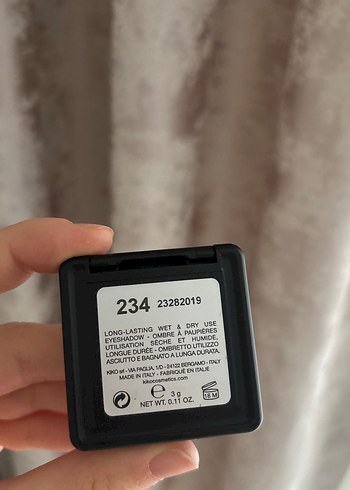 234 23282019
LONG-LASTING WET & DRY USE
EYESHADOW - OMBRE À PAUPIÈRES
UTILISATION SÈCHE ET HUMIDE,
LONGUE DURÉE - OMBRETTO UTILIZZO
ASCIUTTO E BAGNATO A LUNGA DURATA.
KIKO srl - VIA PAGLIA, 1/D - 24122 BERGAMO - ITALY
MADE IN ITALY - FABRIQUÉ EN ITALIE
kikocosmetics.com
℮ 3 g
NET WT. 0.11 OZ.
18 M